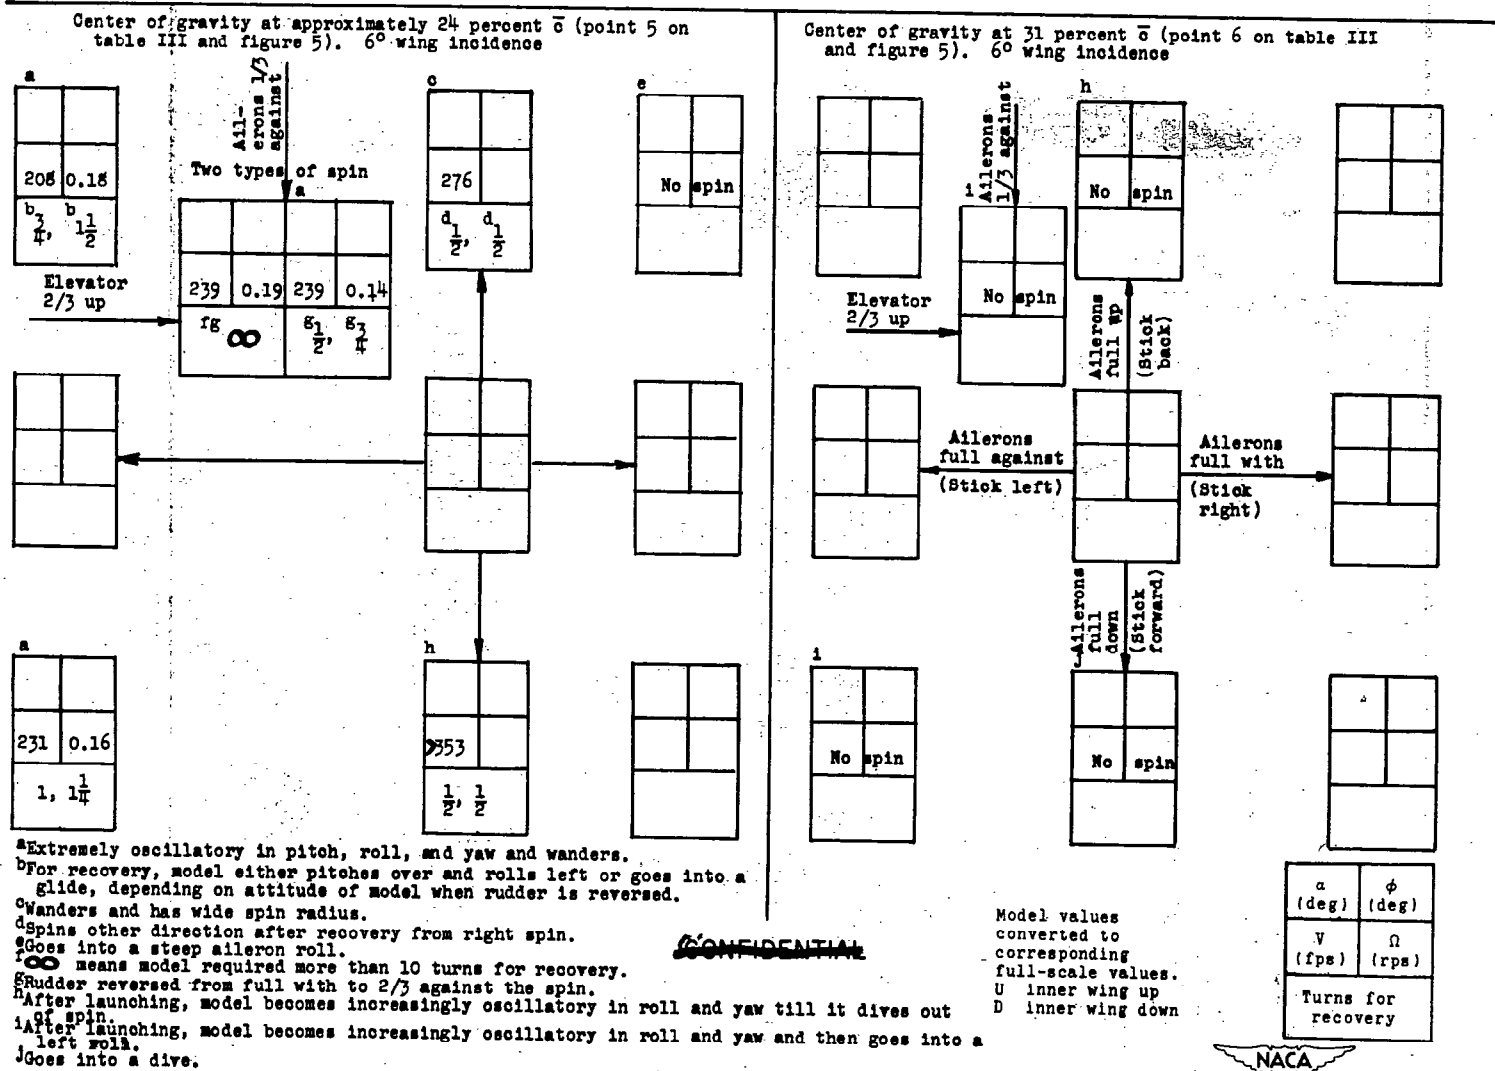 Center of gravity at approximately 24 percent c̄ (point 5 on
table III and figure 5). 6° wing incidence
a
208 0.18
b3/4, b1 1/2
Elevator
2/3 up
Ail-
erons 1/3
against
Two types of spin
a
239 0.19 239 0.14
fg ∞ g1/2, g3/4
c
276
d1/2, d1/2
e
No spin
a
231 0.16
1, 1 1/4
h
>353
1/2, 1/2
Center of gravity at 31 percent c̄ (point 6 on table III
and figure 5). 6° wing incidence
Ailerons
1/3 against
i
No spin
Elevator
2/3 up
h
No spin
Ailerons
full up
(Stick
back)
Ailerons
full against
(Stick left)
Ailerons
full with
(Stick
right)
Ailerons
full
down
(Stick
forward)
i
No spin
j
No spin
aExtremely oscillatory in pitch, roll, and yaw and wanders.
bFor recovery, model either pitches over and rolls left or goes into a
glide, depending on attitude of model when rudder is reversed.
cWanders and has wide spin radius.
dSpins other direction after recovery from right spin.
eGoes into a steep aileron roll.
f∞ means model required more than 10 turns for recovery.
gRudder reversed from full with to 2/3 against the spin.
hAfter launching, model becomes increasingly oscillatory in roll and yaw till it dives out
of spin.
iAfter launching, model becomes increasingly oscillatory in roll and yaw and then goes into a
left roll.
jGoes into a dive.
CONFIDENTIAL
Model values
converted to
corresponding
full-scale values.
U inner wing up
D inner wing down
α
(deg)
φ
(deg)
V
(fps)
Ω
(rps)
Turns for
recovery
NACA